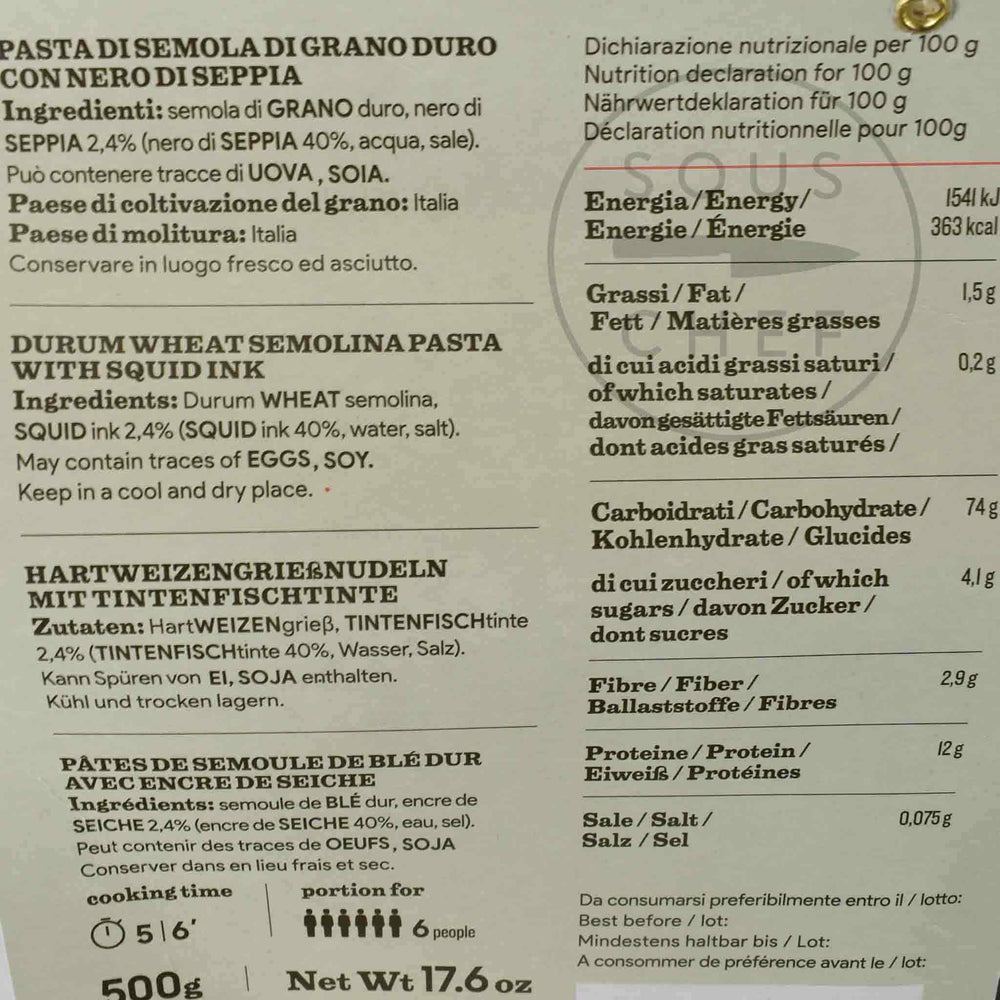 PASTA DI SEMOLA DI GRANO DURO
CON NERO DI SEPPIA
Ingredienti: semola di GRANO duro, nero di
SEPPIA 2,4% (nero di SEPPIA 40%, acqua, sale).
Può contenere tracce di UOVA, SOIA.
Paese di coltivazione del grano: Italia
Paese di molitura: Italia
Conservare in luogo fresco ed asciutto.
DURUM WHEAT SEMOLINA PASTA
WITH SQUID INK
Ingredients: Durum WHEAT semolina,
SQUID ink 2,4% (SQUID ink 40%, water, salt).
May contain traces of EGGS, SOY.
Keep in a cool and dry place.
HARTWEIZENGRIEßNUDELN
MIT TINTENFISCHTINTE
Zutaten: HartWEIZENgrieß, TINTENFISCHtinte
2,4% (TINTENFISCHtinte 40%, Wasser, Salz).
Kann Spüren von EI, SOJA enthalten.
Kühl und trocken lagern.
PÂTES DE SEMOULE DE BLÉ DUR
AVEC ENCRE DE SEICHE
Ingrédients: semoule de BLÉ dur, encre de
SEICHE 2,4% (encre de SEICHE 40%, eau, sel).
Peut contenir des traces de OEUFS, SOJA
Conserver dans en lieu frais et sec.
cooking time
5|6'
portion for
6 people
500g | Net Wt 17.6 oz
Dichiarazione nutrizionale per 100 g
Nutrition declaration for 100 g
Nährwertdeklaration für 100 g
Déclaration nutritionnelle pour 100g
SOUS
CHEF
Energia/Energy/ 1541 kJ
Energie/Énergie 363 kcal
Grassi/Fat/ 1,5 g
Fett / Matières grasses
di cui acidi grassi saturi/ 0,2 g
of which saturates/
davon gesättigte Fettsäuren/
dont acides gras saturés/
Carboidrati/Carbohydrate/ 74 g
Kohlenhydrate/Glucides
di cui zuccheri/of which 4,1 g
sugars/davon Zucker/
dont sucres
Fibre/Fiber/ 2,9 g
Ballaststoffe/Fibres
Proteine/Protein/ 12 g
Eiweiß/Protéines
Sale/Salt/ 0,075 g
Salz/Sel
Da consumarsi preferibilmente entro il / lotto:
Best before / lot:
Mindestens haltbar bis / Lot:
A consommer de préférence avant le / lot: